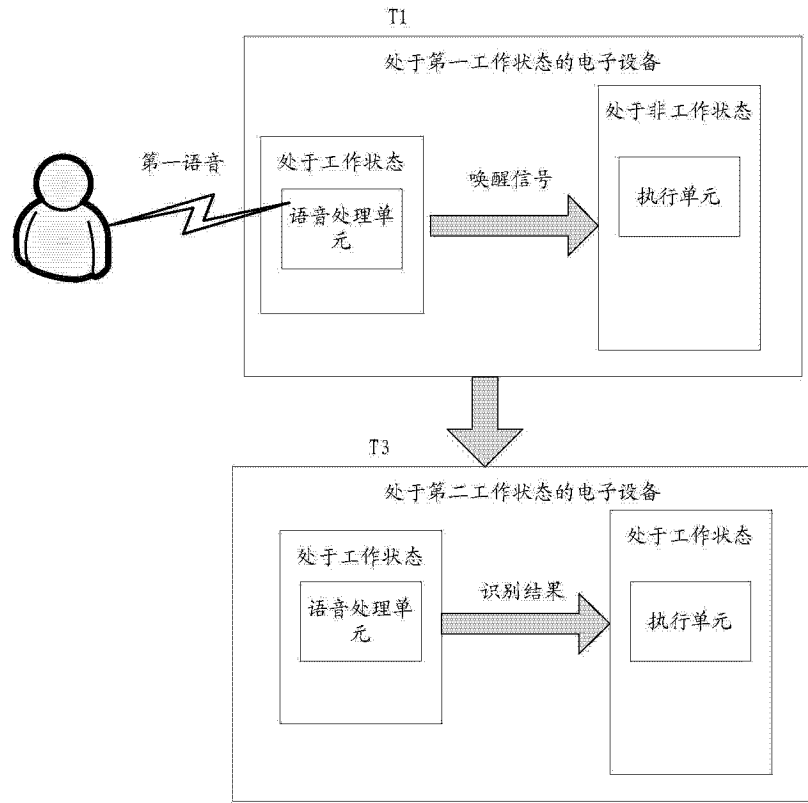 T1
处于第一工作状态的电子设备
处于非工作状态
第一语音
处于工作状态
唤醒信号
执行单元
语音处理单
元
T3
处于第二工作状态的电子设备
处于工作状态
处于工作状态
识别结果
语音处理单
元
执行单元